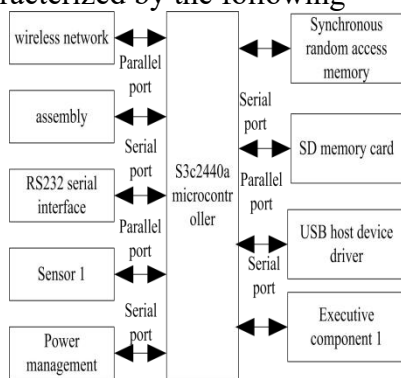 racterized by the following
wireless network
Parallel
port
assembly
Serial
port
RS232 serial
interface
Parallel
port
Sensor 1
Serial
port
Power
management
S3c2440a
microcontr
oller
Synchronous
random access
memory
Serial
port
SD memory card
Parallel
port
USB host device
driver
Serial
port
Executive
component 1